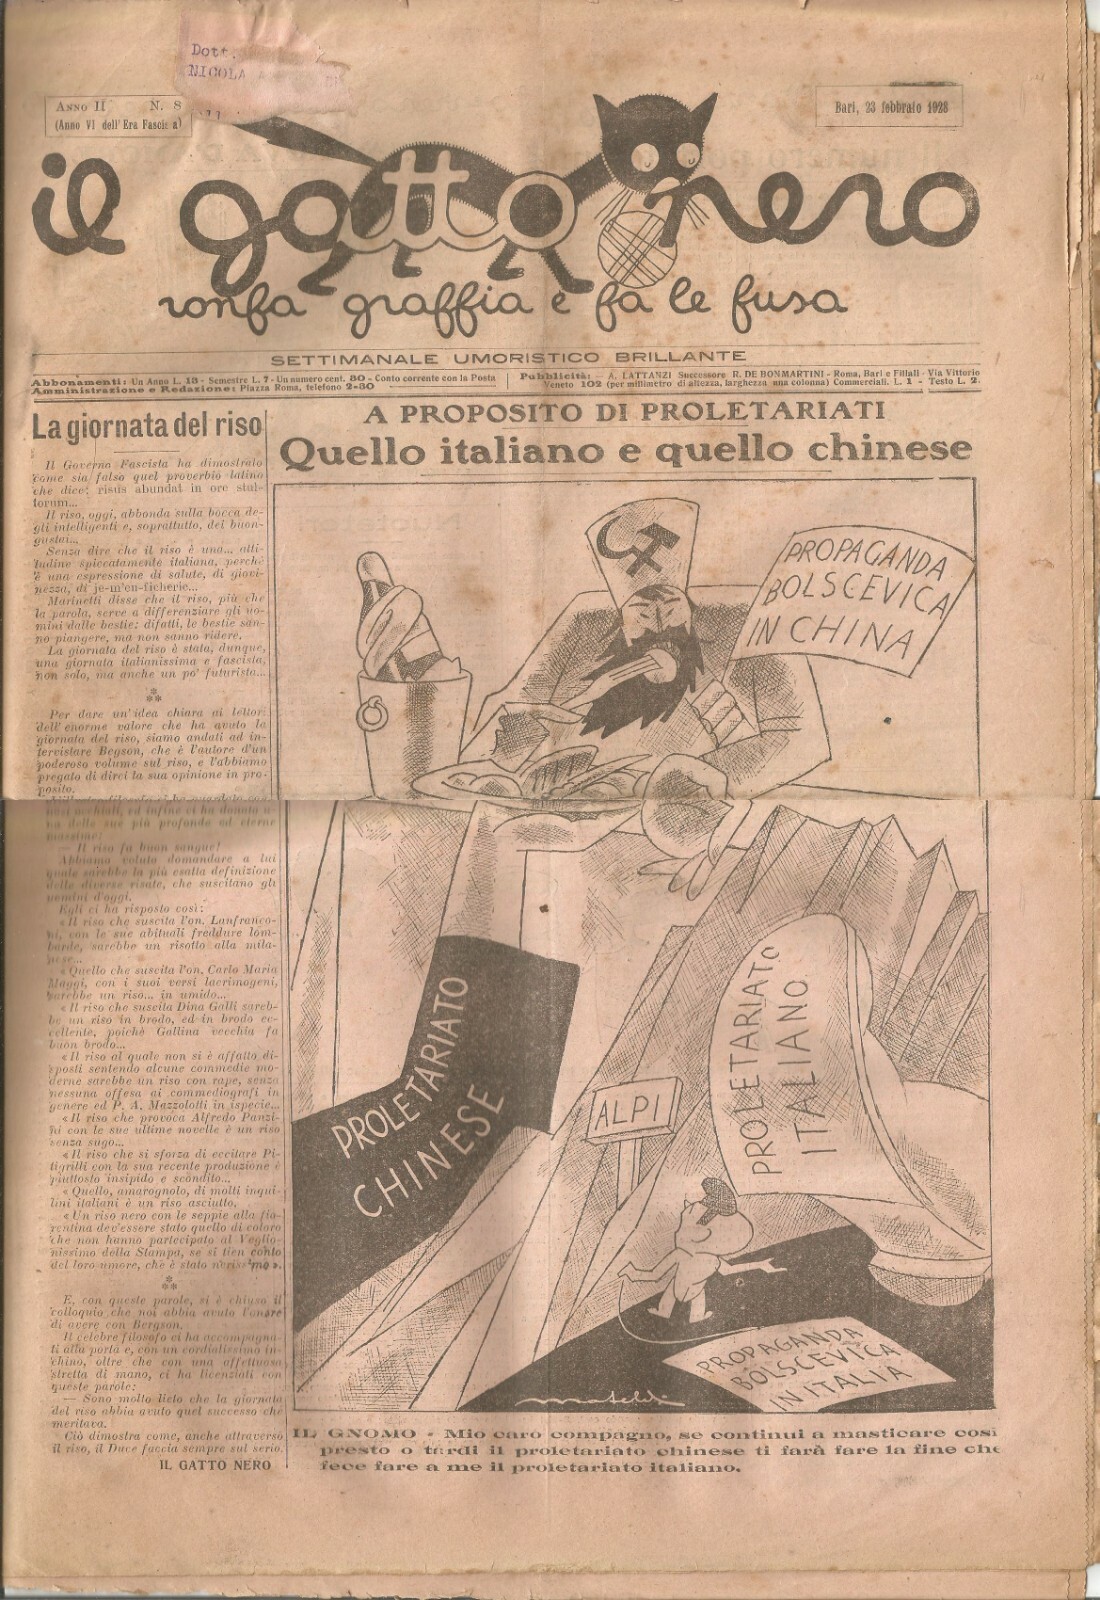 Dott.
NICOLA
Anno II N. 8
(Anno VI dell'Era Fascista)
Bari, 23 febbraio 1928
il gatto nero
ronfa graffia e fa le fusa
SETTIMANALE UMORISTICO BRILLANTE
Abbonamenti: Un Anno L. 13 - Semestre L. 7 - Un numero cent. 30 - Conto corrente con la Posta
Amministrazione e Redazione: Piazza Roma, telefono 2-30
Pubblicità: - A. LATTANZI Successore R. DE BONMARTINI - Roma, Bari e Filiali - Via Vittorio
Veneto 102 (per millimetro di altezza, larghezza una colonna) Commerciali. L. 1 - Testo L. 2.
La giornata del riso
Il Governo Fascista ha dimostrato
come sia falso quel proverbio latino
che dice: risus abundat in ore stul-
torum...
Il riso, oggi, abbonda sulla bocca de-
gli intelligenti e, soprattutto, dei buon-
gustai...
Senza dire che il riso è una... atti-
tudine spiccatamente italiana, perchè
è una espressione di salute, di giovi-
nezza, di je-m'en-ficherie...
Marinetti disse che il riso, più che
la parola, serve a differenziare gli uo-
mini dalle bestie: difatti, le bestie san-
no piangere, ma non sanno ridere.
La giornata del riso è stata, dunque,
una giornata italianissima e fascista,
non solo, ma anche un po' futurista...
*
**
Per dare un'idea chiara ai lettori
dell'enorme valore che ha avuto la
giornata del riso, siamo andati ad in-
tervistare Begson, che è l'autore d'un
poderoso volume sul riso, e l'abbiamo
pregato di dirci la sua opinione in pro-
posito.
occhiali, ed infine ci ha
na delle sue più profonde ed eterne
massime:
— Il riso fa buon sangue!
Abbiamo voluto domandare a lui
quale sarebbe la più esatta definizione
delle diverse risate, che suscitano gli
uomini d'oggi.
Egli ci ha risposto così:
« Il riso che suscita l'on. Lanfranco-
ni, con le sue abituali freddure lom-
barde, sarebbe un risotto alla mila-
nese...
« Quello che suscita l'on. Carlo Maria
Maggi, con i suoi versi lacrimogeni,
sarebbe un riso... in umido...
« Il riso che suscita Dina Galli sareb-
be un riso in brodo, ed in brodo ec-
cellente, poichè Gallina vecchia fa
buon brodo...
« Il riso al quale non si è affatto di-
sposti sentendo alcune commedie mo-
derne sarebbe un riso con rape, senza
nessuna offesa ai commediografi in
genere ed P. A. Mazzolotti in ispecie...
« Il riso che provoca Alfredo Panzi-
ni con le sue ultime novelle è un riso
senza sugo...
« Il riso che si sforza di eccitare Pi-
tigrilli con la sua recente produzione è
piuttosto insipido e scondito...
« Quello, amarognolo, di molti inqui-
lini italiani è un riso asciutto.
« Un riso nero con le seppie alla fio-
rentina dev'essere stato quello di coloro
che non hanno partecipato al Veglio-
nissimo della Stampa, se si tien conto
del loro umore, che è stato nerissimo ».
*
**
E, con queste parole, si è chiuso il
colloquio che noi abbia avuto l'onore
di avere con Bergson.
Il celebre filosofo ci ha accompagna-
ti alla porta e, con un cordialissimo in-
chino, oltre che con una affettuosa
stretta di mano, ci ha licenziati con
queste parole:
— Sono molto lieto che la giornata
del riso abbia avuto quel successo che
meritava.
Ciò dimostra come, anche attraverso
il riso, il Duce faccia sempre sul serio.
IL GATTO NERO
A PROPOSITO DI PROLETARIATI
Quello italiano e quello chinese
PROPAGANDA
BOLSCEVICA
IN CHINA
PROLETARIATO
CHINESE
ALPI
PROLETARIATO
ITALIANO
PROPAGANDA
BOLSCEVICA
IN ITALIA
IL GNOMO - Mio caro compagno, se continui a masticare così
presto o tardi il proletariato chinese ti farà fare la fine che
fece fare a me il proletariato italiano.